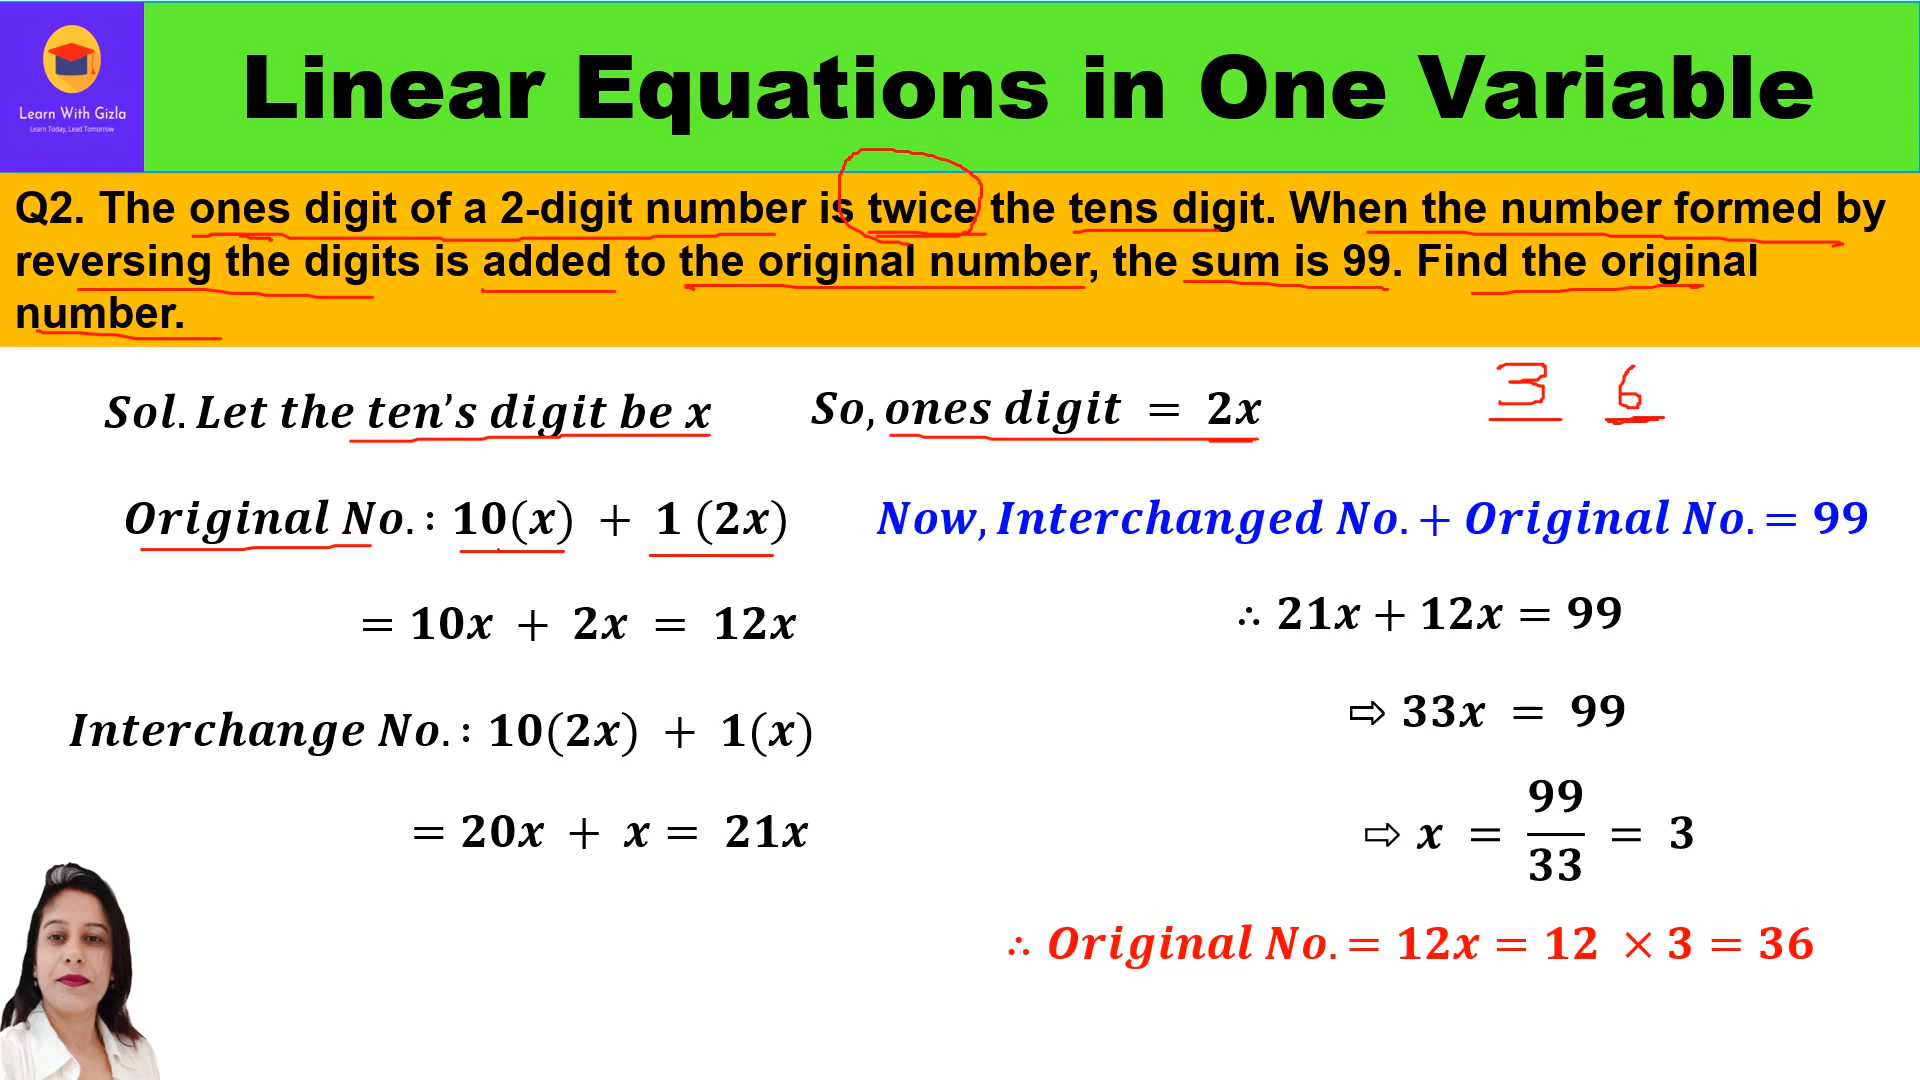 Linear Equations in One Variable
Learn With Gizla
Learn Today, Lead Tomorrow
Q2. The ones digit of a 2-digit number is twice the tens digit. When the number formed by
reversing the digits is added to the original number, the sum is 99. Find the original
number.
3 6
Sol. Let the ten's digit be x
So, ones digit = 2x
Original No. : 10(x) + 1 (2x)
= 10x + 2x = 12x
Interchange No. : 10(2x) + 1(x)
= 20x + x = 21x
Now, Interchanged No. + Original No. = 99
∴ 21x + 12x = 99
⇨ 33x = 99
⇨ x = 99/33 = 3
∴ Original No. = 12x = 12 × 3 = 36